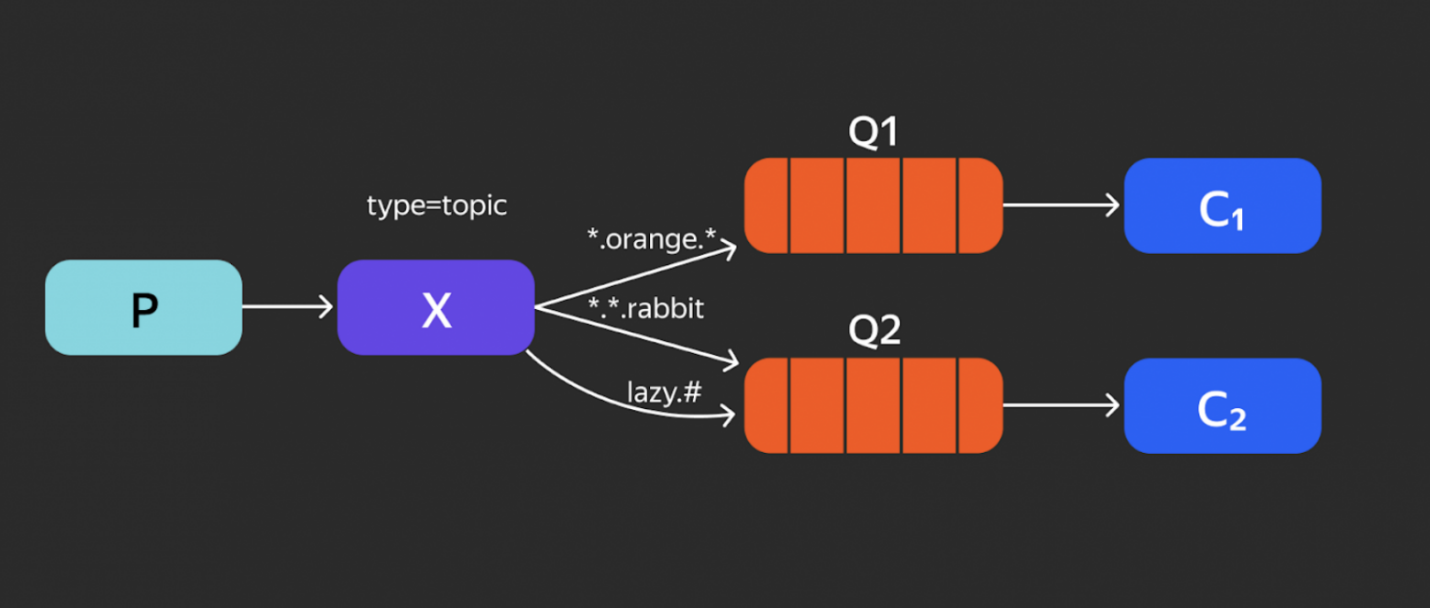 Q1
type=topic
*.orange.*
C₁
P
X
*.*.rabbit
Q2
lazy.#
C₂